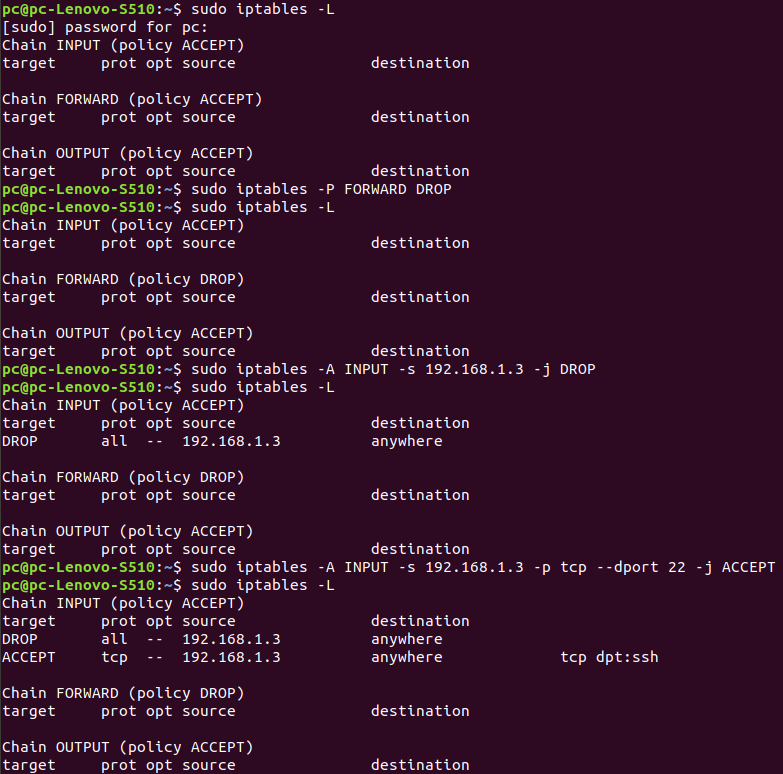 pc@pc-Lenovo-S510:~$ sudo iptables -L
[sudo] password for pc:
Chain INPUT (policy ACCEPT)
target     prot opt source               destination

Chain FORWARD (policy ACCEPT)
target     prot opt source               destination

Chain OUTPUT (policy ACCEPT)
target     prot opt source               destination
pc@pc-Lenovo-S510:~$ sudo iptables -P FORWARD DROP
pc@pc-Lenovo-S510:~$ sudo iptables -L
Chain INPUT (policy ACCEPT)
target     prot opt source               destination

Chain FORWARD (policy DROP)
target     prot opt source               destination

Chain OUTPUT (policy ACCEPT)
target     prot opt source               destination
pc@pc-Lenovo-S510:~$ sudo iptables -A INPUT -s 192.168.1.3 -j DROP
pc@pc-Lenovo-S510:~$ sudo iptables -L
Chain INPUT (policy ACCEPT)
target     prot opt source               destination
DROP       all  --  192.168.1.3          anywhere

Chain FORWARD (policy DROP)
target     prot opt source               destination

Chain OUTPUT (policy ACCEPT)
target     prot opt source               destination
pc@pc-Lenovo-S510:~$ sudo iptables -A INPUT -s 192.168.1.3 -p tcp --dport 22 -j ACCEPT
pc@pc-Lenovo-S510:~$ sudo iptables -L
Chain INPUT (policy ACCEPT)
target     prot opt source               destination
DROP       all  --  192.168.1.3          anywhere
ACCEPT     tcp  --  192.168.1.3          anywhere             tcp dpt:ssh

Chain FORWARD (policy DROP)
target     prot opt source               destination

Chain OUTPUT (policy ACCEPT)
target     prot opt source               destination